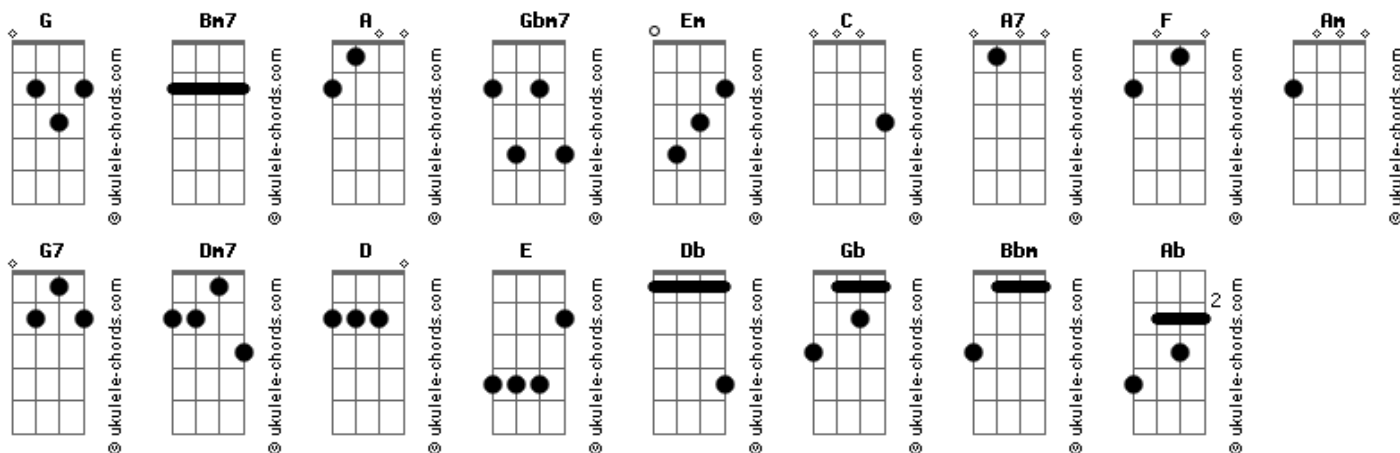 G Bm7 A Gbm7 Em C A7 F Am
© ukulele-chords.com © ukulele-chords.com © ukulele-chords.com © ukulele-chords.com © ukulele-chords.com © ukulele-chords.com © ukulele-chords.com © ukulele-chords.com © ukulele-chords.com
G7 Dm7 D E Db Gb Bbm Ab
2
© ukulele-chords.com © ukulele-chords.com © ukulele-chords.com © ukulele-chords.com © ukulele-chords.com © ukulele-chords.com © ukulele-chords.com © ukulele-chords.com